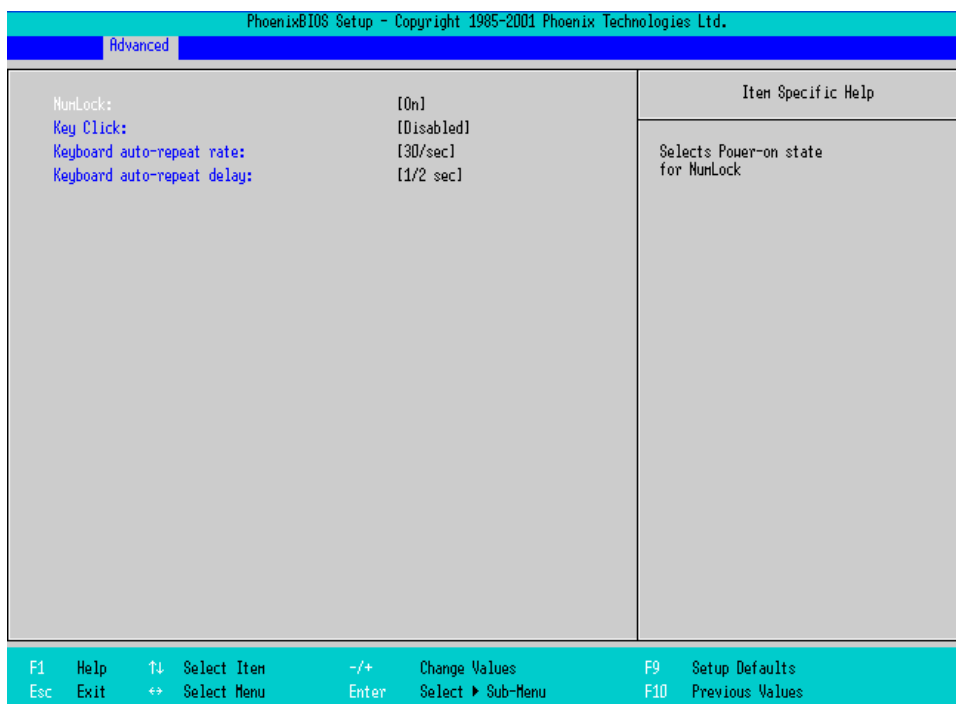 PhoenixBIOS Setup - Copyright 1985-2001 Phoenix Technologies Ltd.
Advanced
NumLock: [On]
Key Click: [Disabled]
Keyboard auto-repeat rate: [30/sec]
Keyboard auto-repeat delay: [1/2 sec]
Item Specific Help
Selects Power-on state
for NumLock
F1 Help ↑↓ Select Item -/+ Change Values F9 Setup Defaults
Esc Exit ↔ Select Menu Enter Select ▶ Sub-Menu F10 Previous Values